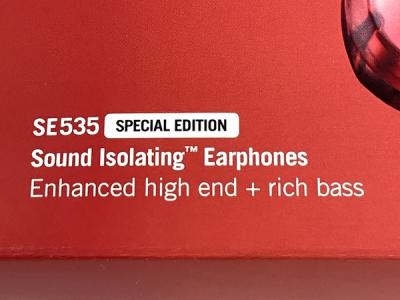 SE535 SPECIAL EDITION
Sound Isolating™ Earphones
Enhanced high end + rich bass